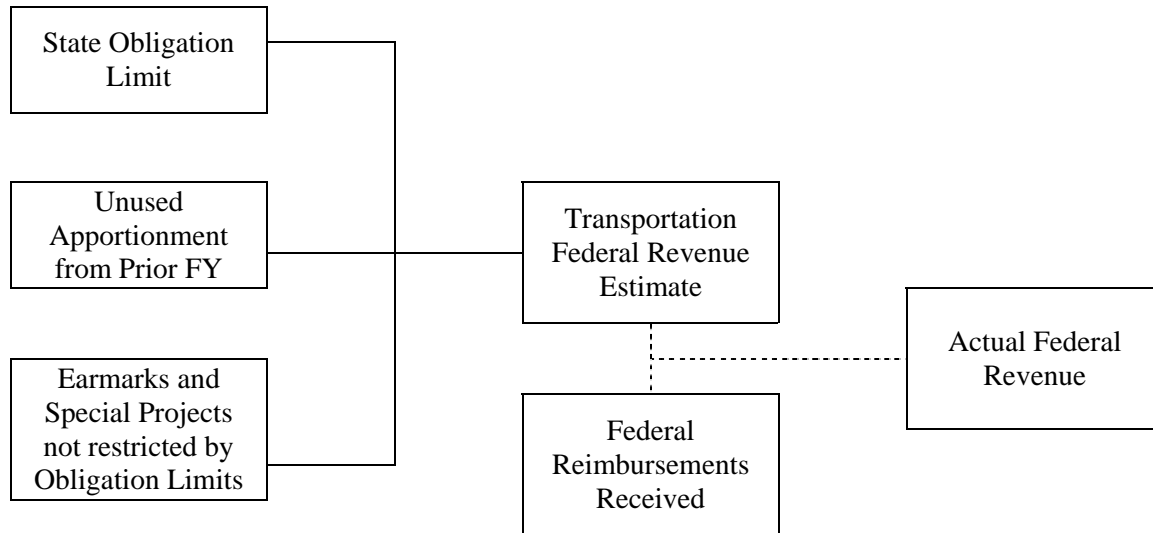 State Obligation
Limit
Unused
Apportionment
from Prior FY
Earmarks and
Special Projects
not restricted by
Obligation Limits
Transportation
Federal Revenue
Estimate
Federal
Reimbursements
Received
Actual Federal
Revenue